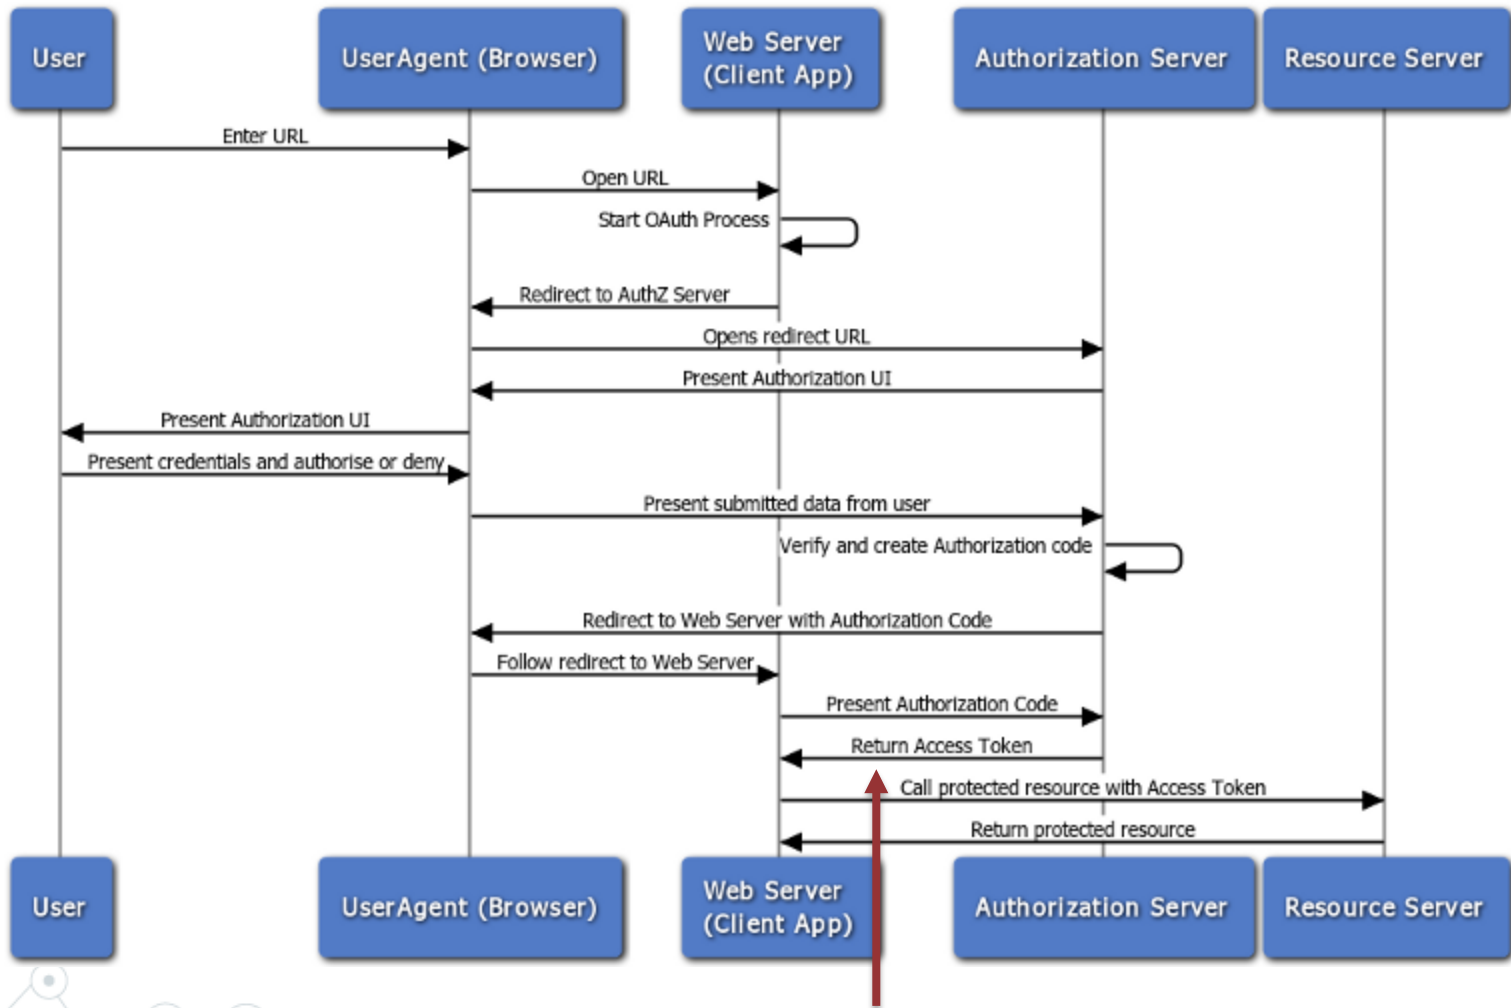 User
UserAgent (Browser)
Web Server
(Client App)
Authorization Server
Resource Server
Enter URL
Open URL
Start OAuth Process
Redirect to AuthZ Server
Opens redirect URL
Present Authorization UI
Present Authorization UI
Present credentials and authorise or deny
Present submitted data from user
Verify and create Authorization code
Redirect to Web Server with Authorization Code
Follow redirect to Web Server
Present Authorization Code
Return Access Token
Call protected resource with Access Token
Return protected resource
User
UserAgent (Browser)
Web Server
(Client App)
Authorization Server
Resource Server